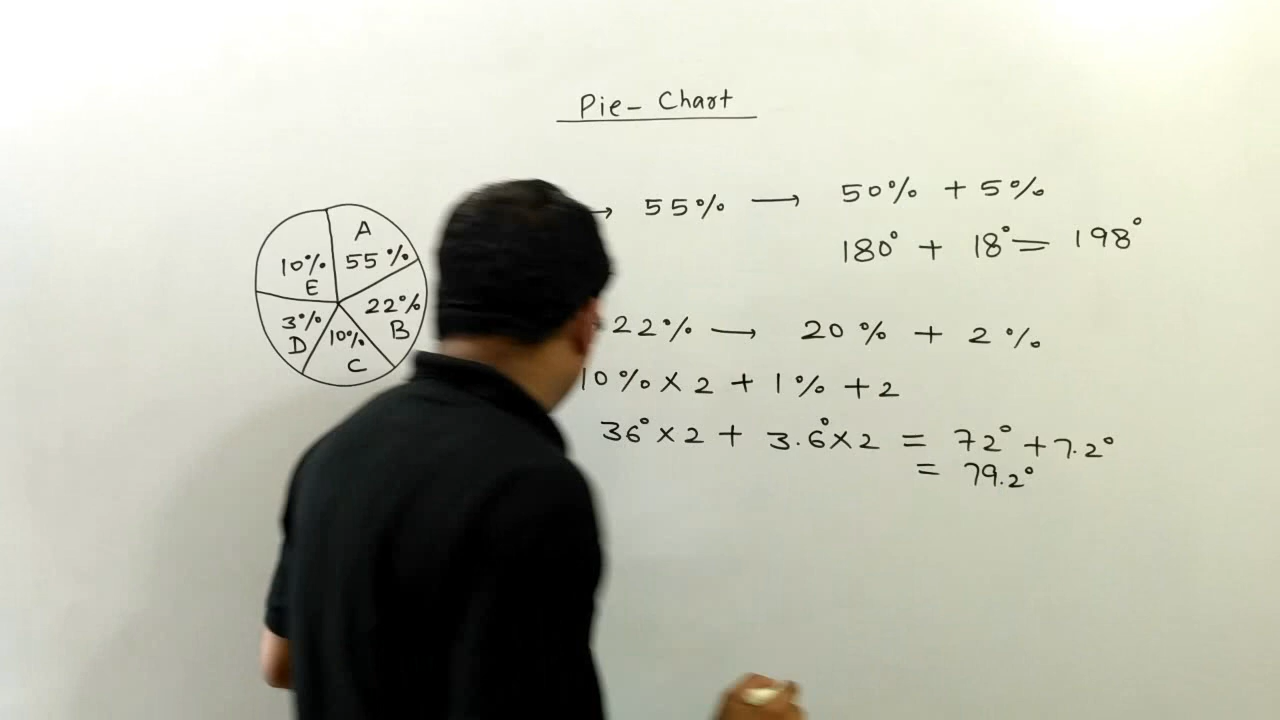 Pie- Chart
A
55%
10%
E
22%
B
3%
D
10%
C
→ 55% → 50% + 5%
180° + 18° = 198°
22% → 20% + 2%
10% × 2 + 1% + 2
36° × 2 + 3.6° × 2 = 72° + 7.2°
= 79.2°